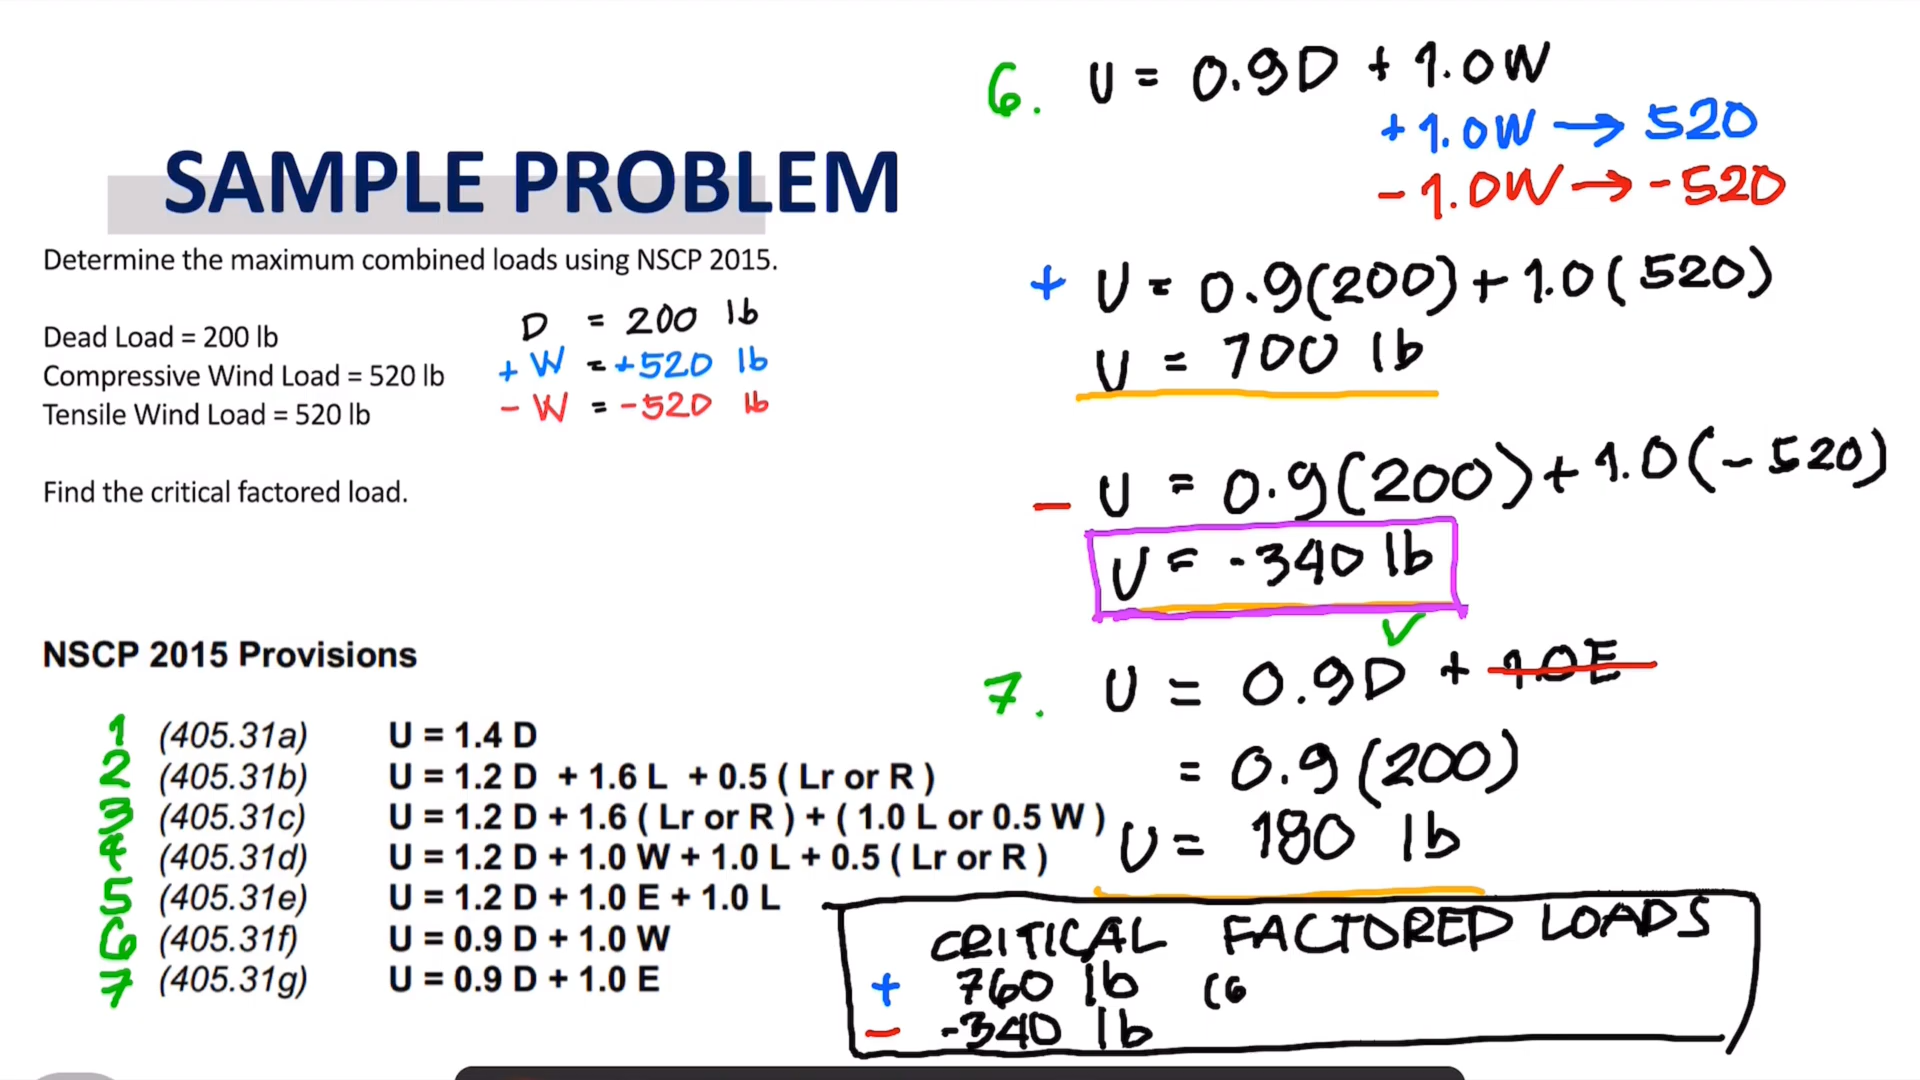 SAMPLE PROBLEM
Determine the maximum combined loads using NSCP 2015.
Dead Load = 200 lb
Compressive Wind Load = 520 lb
Tensile Wind Load = 520 lb
D = 200 lb
+ W = +520 lb
- W = -520 lb
Find the critical factored load.
NSCP 2015 Provisions
1 (405.31a) U = 1.4 D
2 (405.31b) U = 1.2 D + 1.6 L + 0.5 ( Lr or R )
3 (405.31c) U = 1.2 D + 1.6 ( Lr or R ) + ( 1.0 L or 0.5 W )
4 (405.31d) U = 1.2 D + 1.0 W + 1.0 L + 0.5 ( Lr or R )
5 (405.31e) U = 1.2 D + 1.0 E + 1.0 L
6 (405.31f) U = 0.9 D + 1.0 W
7 (405.31g) U = 0.9 D + 1.0 E
6. U = 0.9D + 1.0W
+1.0W → 520
-1.0W → -520
+ U = 0.9(200) + 1.0(520)
U = 700 lb
- U = 0.9(200) + 1.0(-520)
U = -340 lb
7. U = 0.9D + 1.0E
= 0.9(200)
U = 180 lb
CRITICAL FACTORED LOADS
+ 760 lb (c
- -340 lb